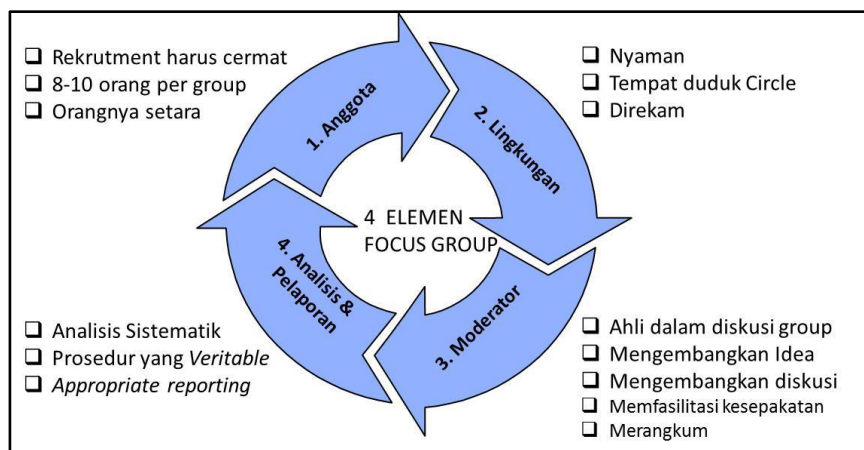 ❑ Rekrutment harus cermat
❑ 8-10 orang per group
❑ Orangnya setara
1. Anggota
❑ Nyaman
❑ Tempat duduk Circle
❑ Direkam
2. Lingkungan
4 ELEMEN
FOCUS GROUP
❑ Ahli dalam diskusi group
❑ Mengembangkan Idea
❑ Mengembangkan diskusi
❑ Memfasilitasi kesepakatan
❑ Merangkum
3. Moderator
❑ Analisis Sistematik
❑ Prosedur yang Veritable
❑ Appropriate reporting
4. Analisis &
Pelaporan